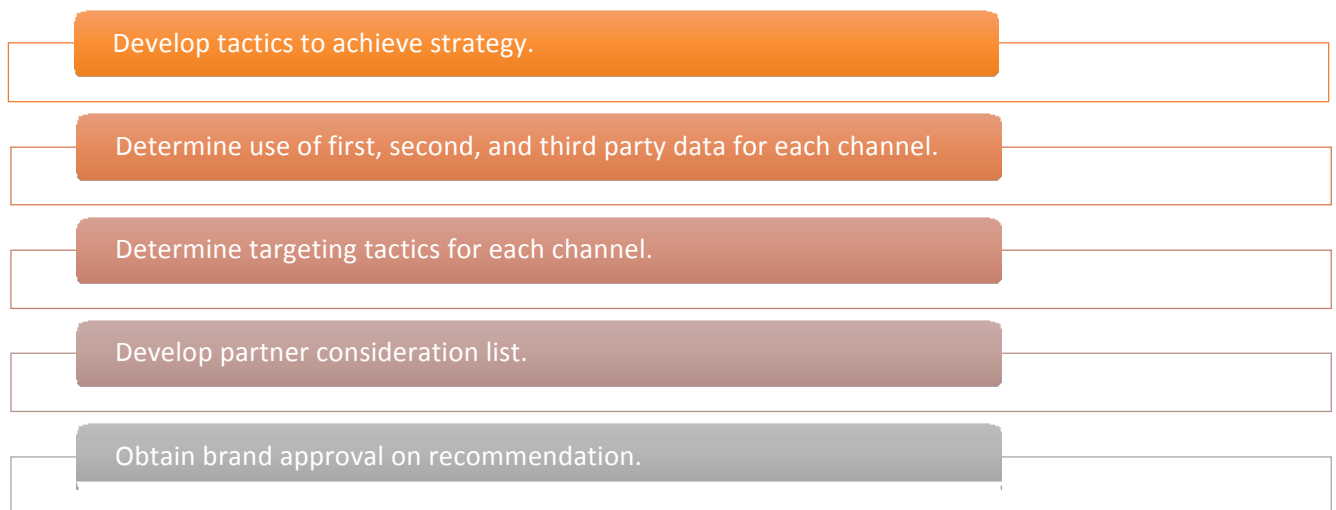 Develop tactics to achieve strategy.
Determine use of first, second, and third party data for each channel.
Determine targeting tactics for each channel.
Develop partner consideration list.
Obtain brand approval on recommendation.